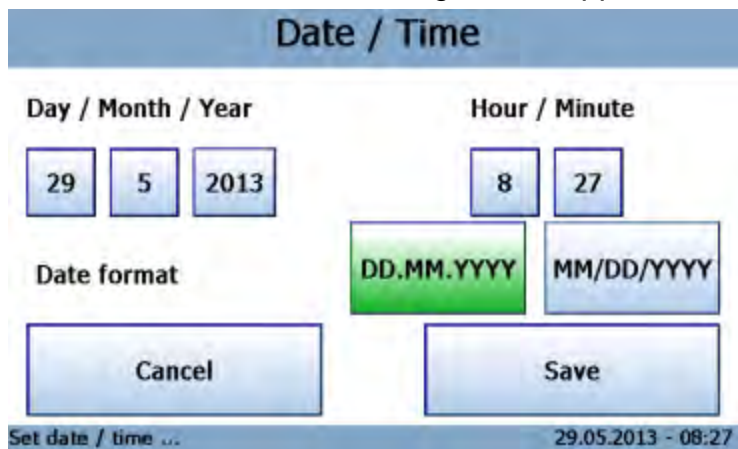 Date / Time
Day / Month / Year Hour / Minute
29 5 2013 8 27
Date format DD.MM.YYYY MM/DD/YYYY
Cancel Save
Set date / time ... 29.05.2013 - 08:27